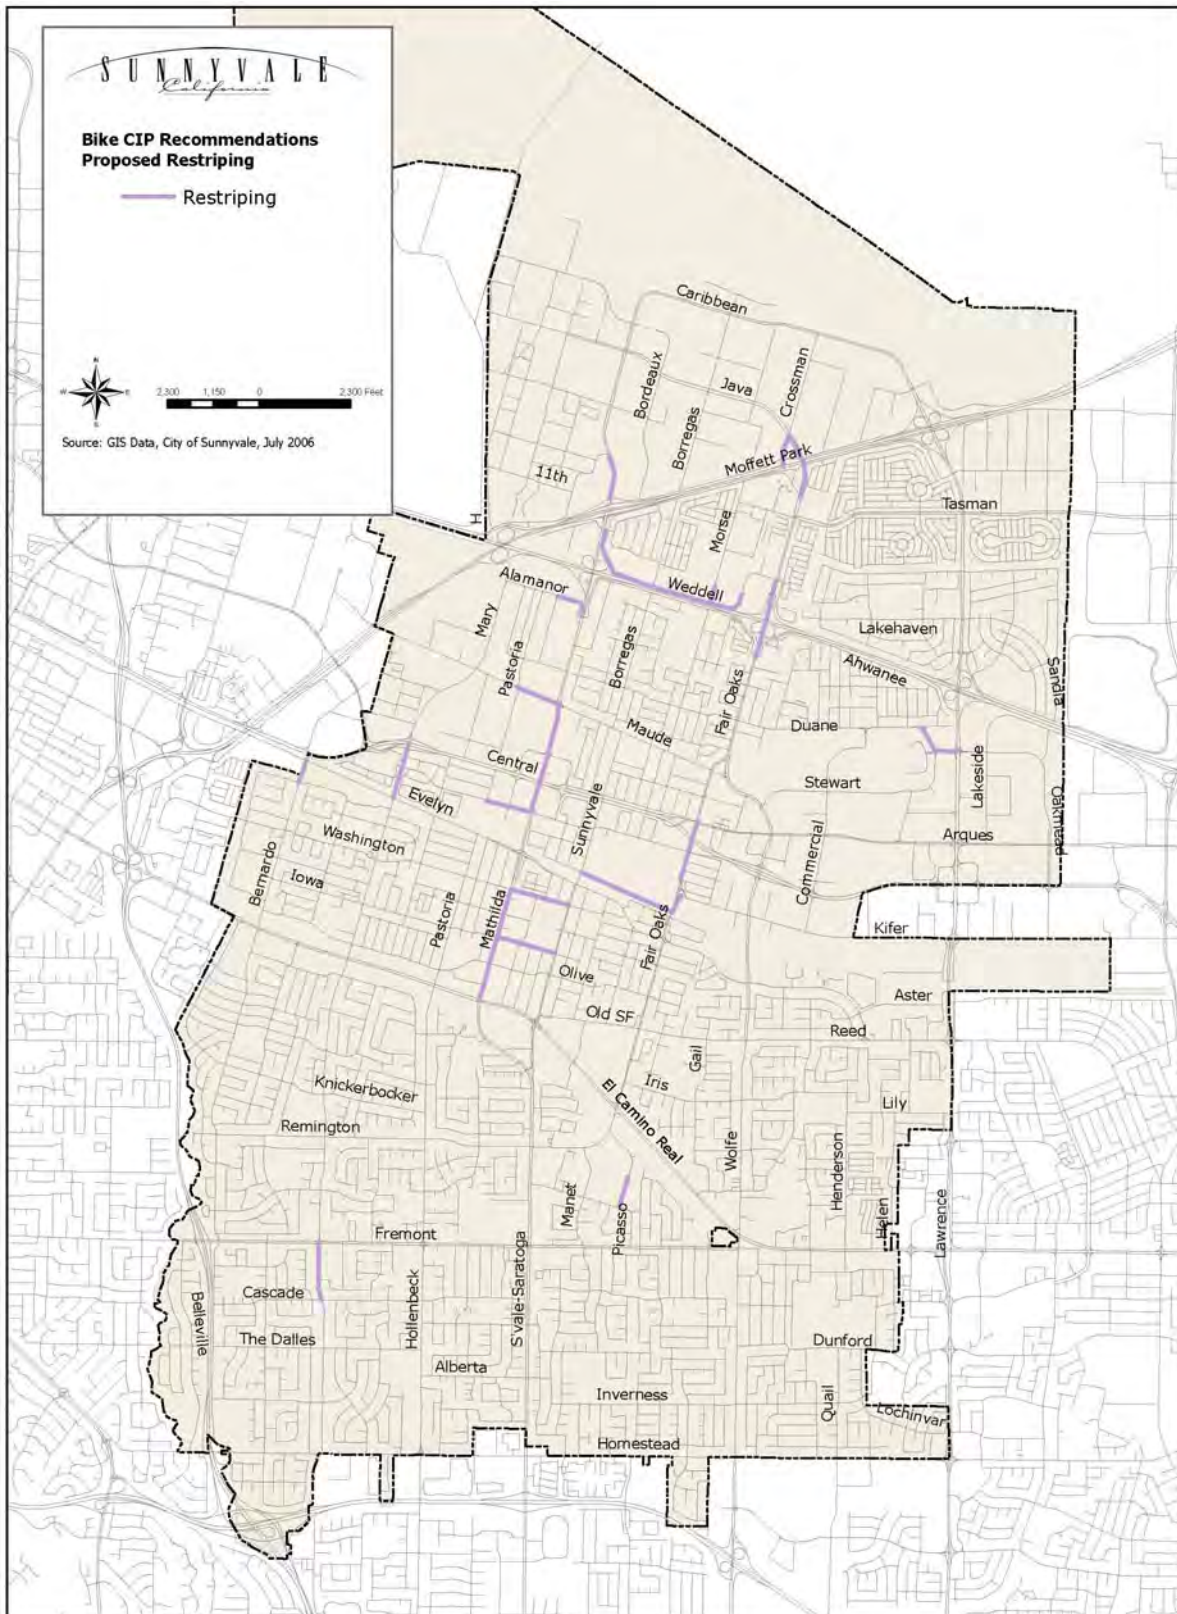 SUNNYVALE
California
Bike CIP Recommendations
Proposed Restriping
Restriping
N
W
E
S
2,300 1,150 0 2,300 Feet
Source: GIS Data, City of Sunnyvale, July 2006
Caribbean
Bordeaux
Java
Crossman
Borregas
Moffett Park
11th
Tasman
H
Morse
Alamanor
Weddell
Mary
Lakehaven
Borregas
Pastoria
Ahwanee
Sandia
Fair Oaks
Maude
Duane
Central
Stewart
Lakeside
Evelyn
Sunnyvale
Oakmead
Washington
Commercial
Arques
Bernardo
Iowa
Pastoria
Mathilda
Fair Oaks
Kifer
Olive
Aster
Old SF
Reed
Gail
Iris
Knickerbocker
El Camino Real
Lily
Remington
Wolfe
Henderson
Manet
Helen
Lawrence
Picasso
Fremont
S'vale-Saratoga
Cascade
Hollenbeck
Belleville
The Dalles
Dunford
Alberta
Inverness
Quail
Lochinvar
Homestead